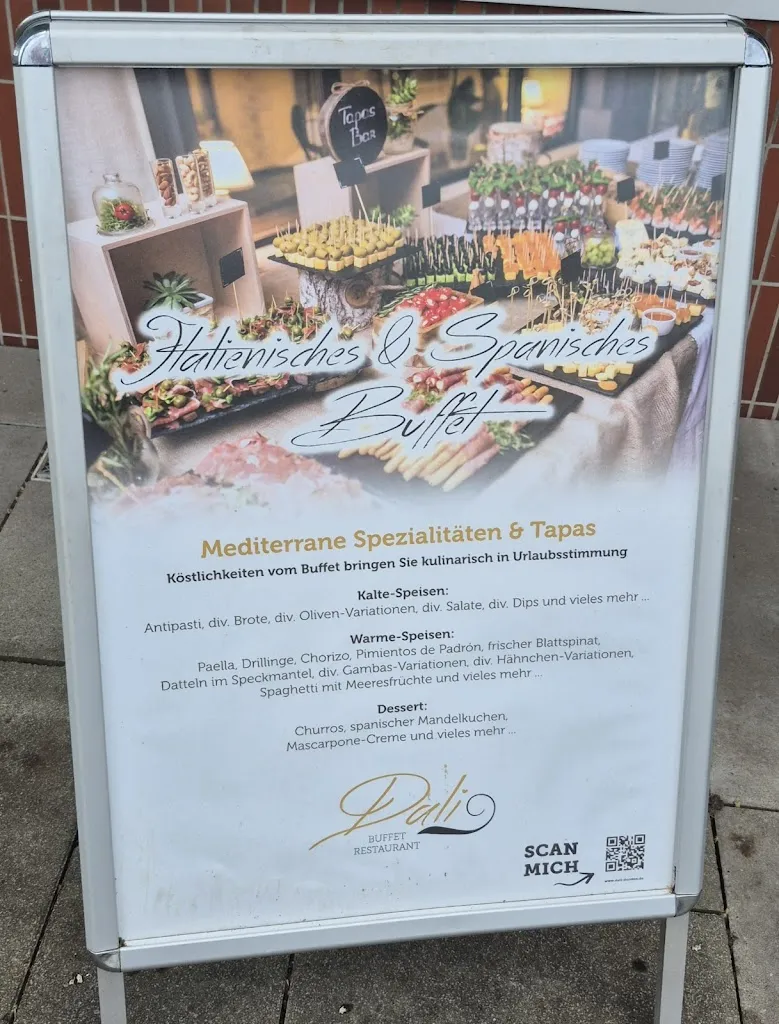 Tapas
Bar
Italienisches & Spanisches
Buffet
Mediterrane Spezialitäten & Tapas
Köstlichkeiten vom Buffet bringen Sie kulinarisch in Urlaubsstimmung
Kalte-Speisen:
Antipasti, div. Brote, div. Oliven-Variationen, div. Salate, div. Dips und vieles mehr ...
Warme-Speisen:
Paella, Drillinge, Chorizo, Pimientos de Padrón, frischer Blattspinat,
Datteln im Speckmantel, div. Gambas-Variationen, div. Hähnchen-Variationen,
Spaghetti mit Meeresfrüchte und vieles mehr ...
Dessert:
Churros, spanischer Mandelkuchen,
Mascarpone-Creme und vieles mehr ...
Dali
BUFFET
RESTAURANT
SCAN
MICH